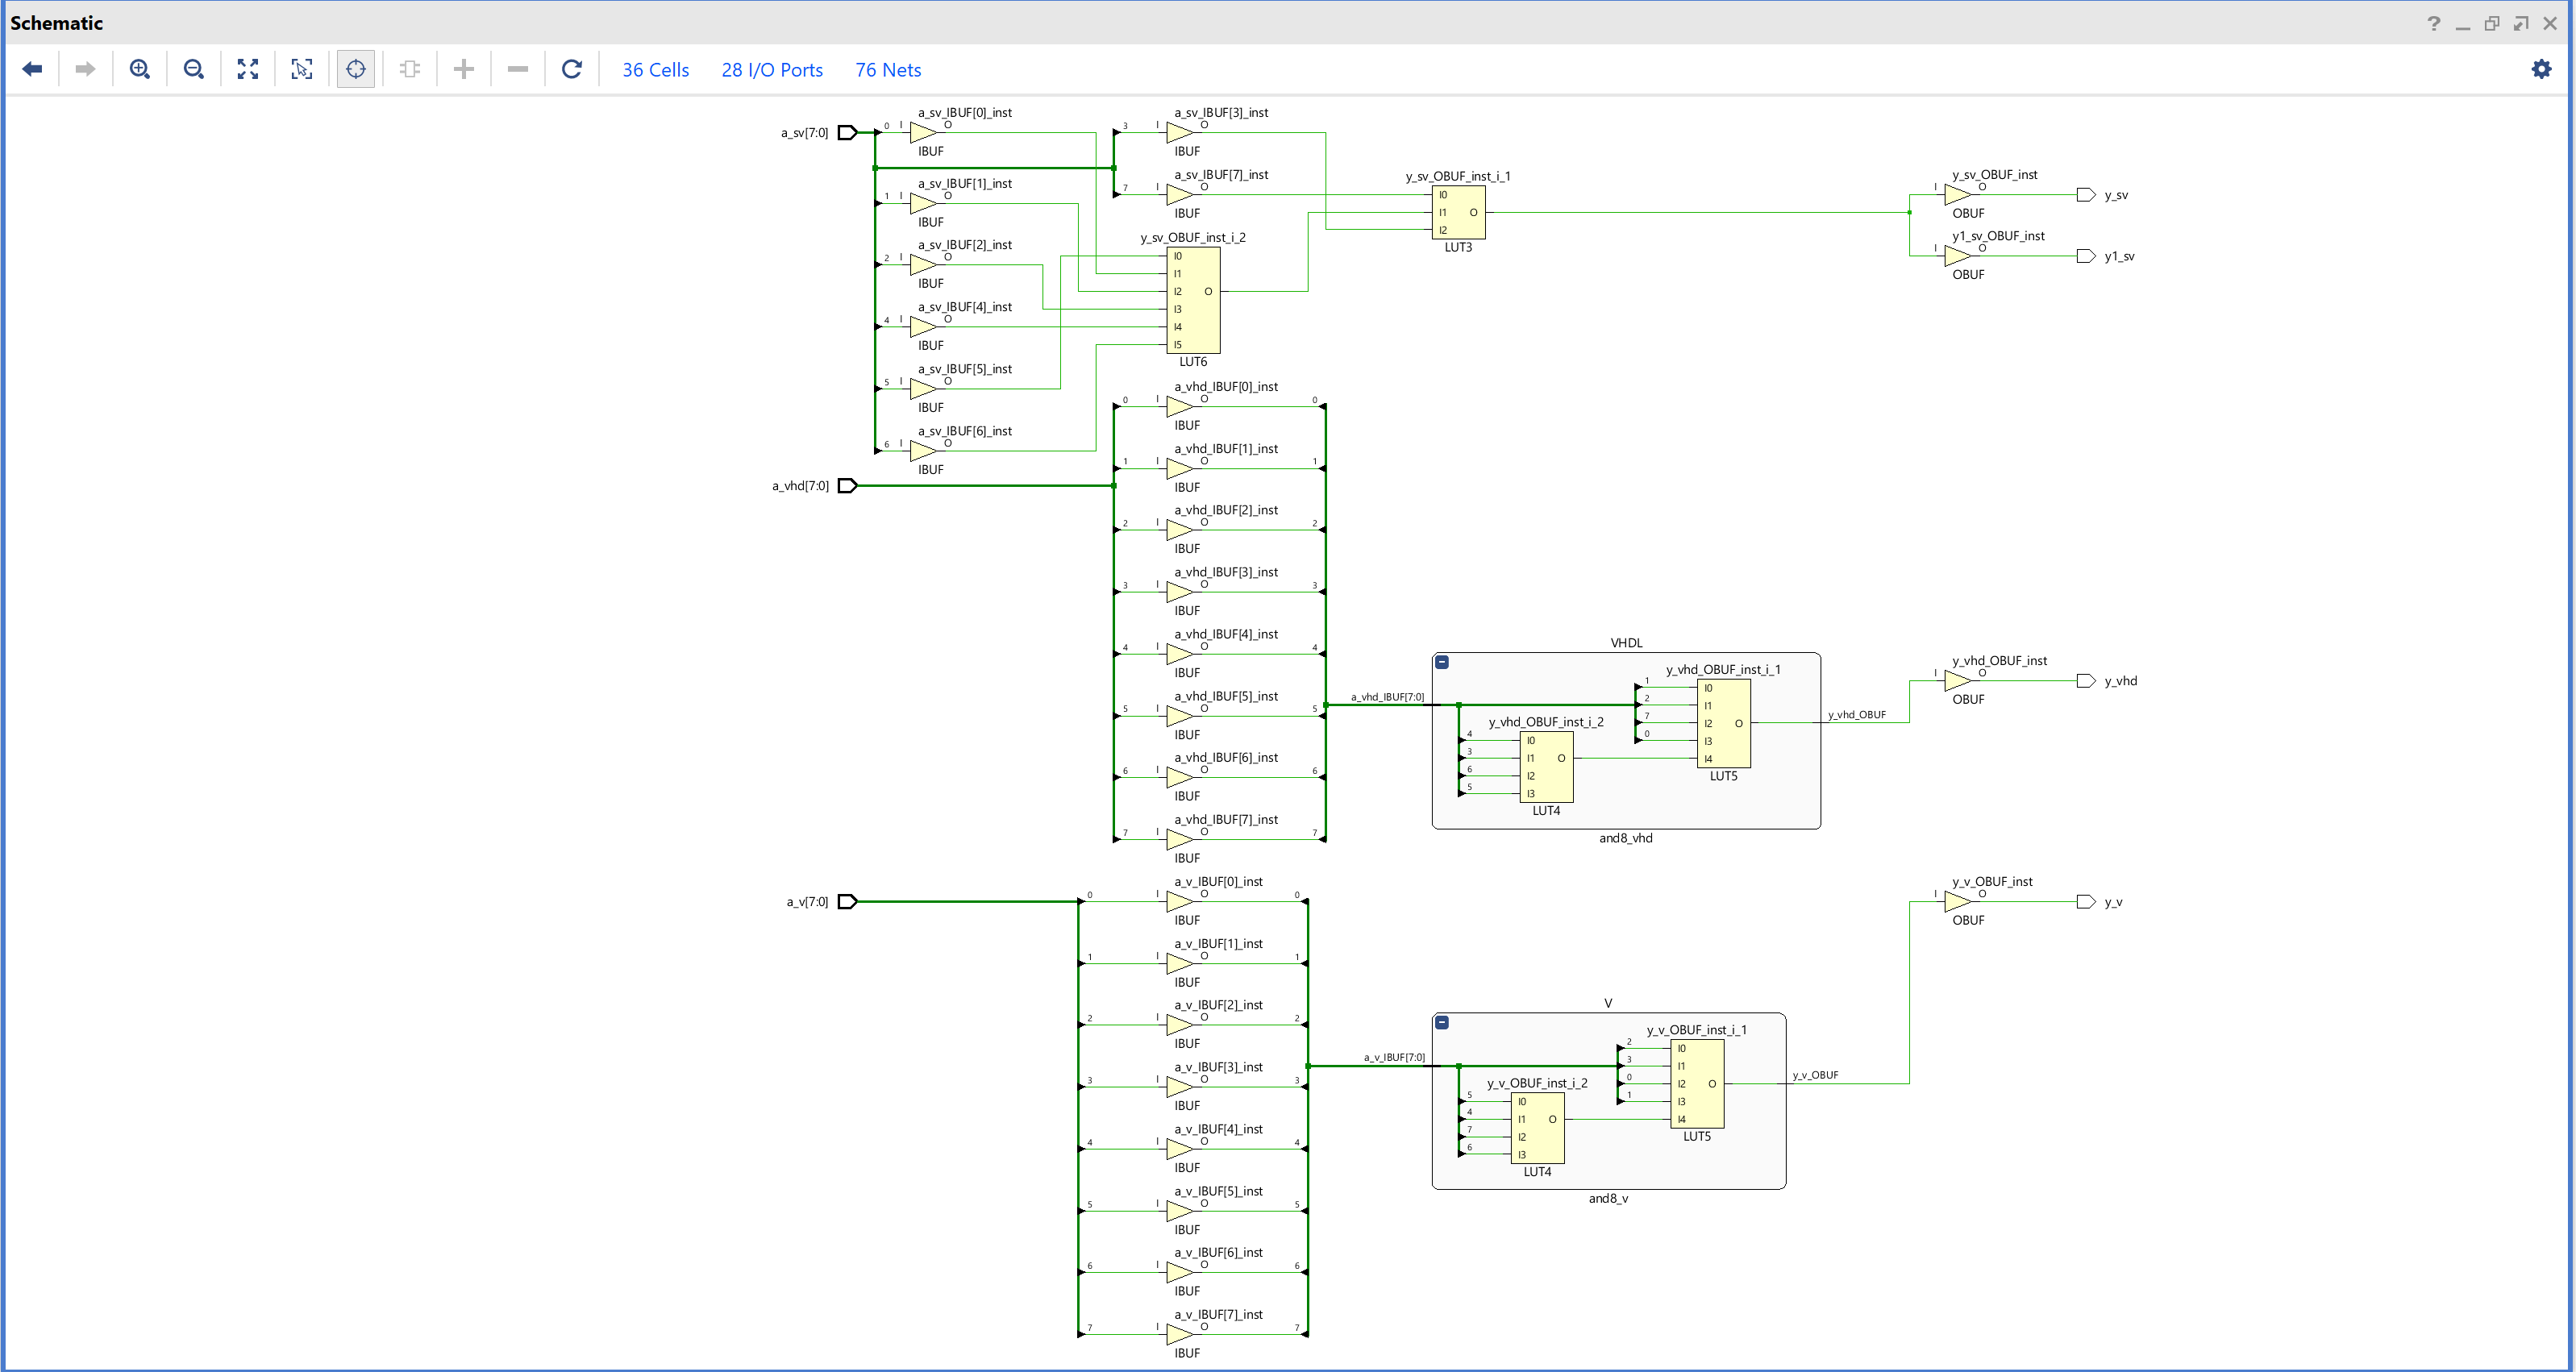 Schematic
36 Cells 28 I/O Ports 76 Nets
a_sv[7:0]
0 I a_sv_IBUF[0]_inst O
IBUF
1 I a_sv_IBUF[1]_inst O
IBUF
2 I a_sv_IBUF[2]_inst O
IBUF
4 I a_sv_IBUF[4]_inst O
IBUF
5 I a_sv_IBUF[5]_inst O
IBUF
6 I a_sv_IBUF[6]_inst O
IBUF
3 I a_sv_IBUF[3]_inst O
IBUF
7 I a_sv_IBUF[7]_inst O
IBUF
y_sv_OBUF_inst_i_2
I0
I1
I2 O
I3
I4
I5
LUT6
y_sv_OBUF_inst_i_1
I0
I1 O
I2
LUT3
y_sv_OBUF_inst
I O y_sv
OBUF
y1_sv_OBUF_inst
I O y1_sv
OBUF
a_vhd[7:0]
a_vhd_IBUF[0]_inst
0 I O 0
IBUF
a_vhd_IBUF[1]_inst
1 I O 1
IBUF
a_vhd_IBUF[2]_inst
2 I O 2
IBUF
a_vhd_IBUF[3]_inst
3 I O 3
IBUF
a_vhd_IBUF[4]_inst
4 I O 4
IBUF
a_vhd_IBUF[5]_inst
5 I O 5
IBUF
a_vhd_IBUF[6]_inst
6 I O 6
IBUF
a_vhd_IBUF[7]_inst
7 I O 7
IBUF
VHDL
a_vhd_IBUF[7:0]
y_vhd_OBUF_inst_i_2
4 I0
3 I1 O
6 I2
5 I3
LUT4
y_vhd_OBUF_inst_i_1
1 I0
2 I1
7 I2 O
0 I3
I4
LUT5
and8_vhd
y_vhd_OBUF
y_vhd_OBUF_inst
I O y_vhd
OBUF
a_v[7:0]
a_v_IBUF[0]_inst
0 I O 0
IBUF
a_v_IBUF[1]_inst
1 I O 1
IBUF
a_v_IBUF[2]_inst
2 I O 2
IBUF
a_v_IBUF[3]_inst
3 I O 3
IBUF
a_v_IBUF[4]_inst
4 I O 4
IBUF
a_v_IBUF[5]_inst
5 I O 5
IBUF
a_v_IBUF[6]_inst
6 I O 6
IBUF
a_v_IBUF[7]_inst
7 I O 7
IBUF
V
a_v_IBUF[7:0]
y_v_OBUF_inst_i_2
5 I0
4 I1 O
7 I2
6 I3
LUT4
y_v_OBUF_inst_i_1
2 I0
3 I1
0 I2 O
1 I3
I4
LUT5
and8_v
y_v_OBUF
y_v_OBUF_inst
I O y_v
OBUF